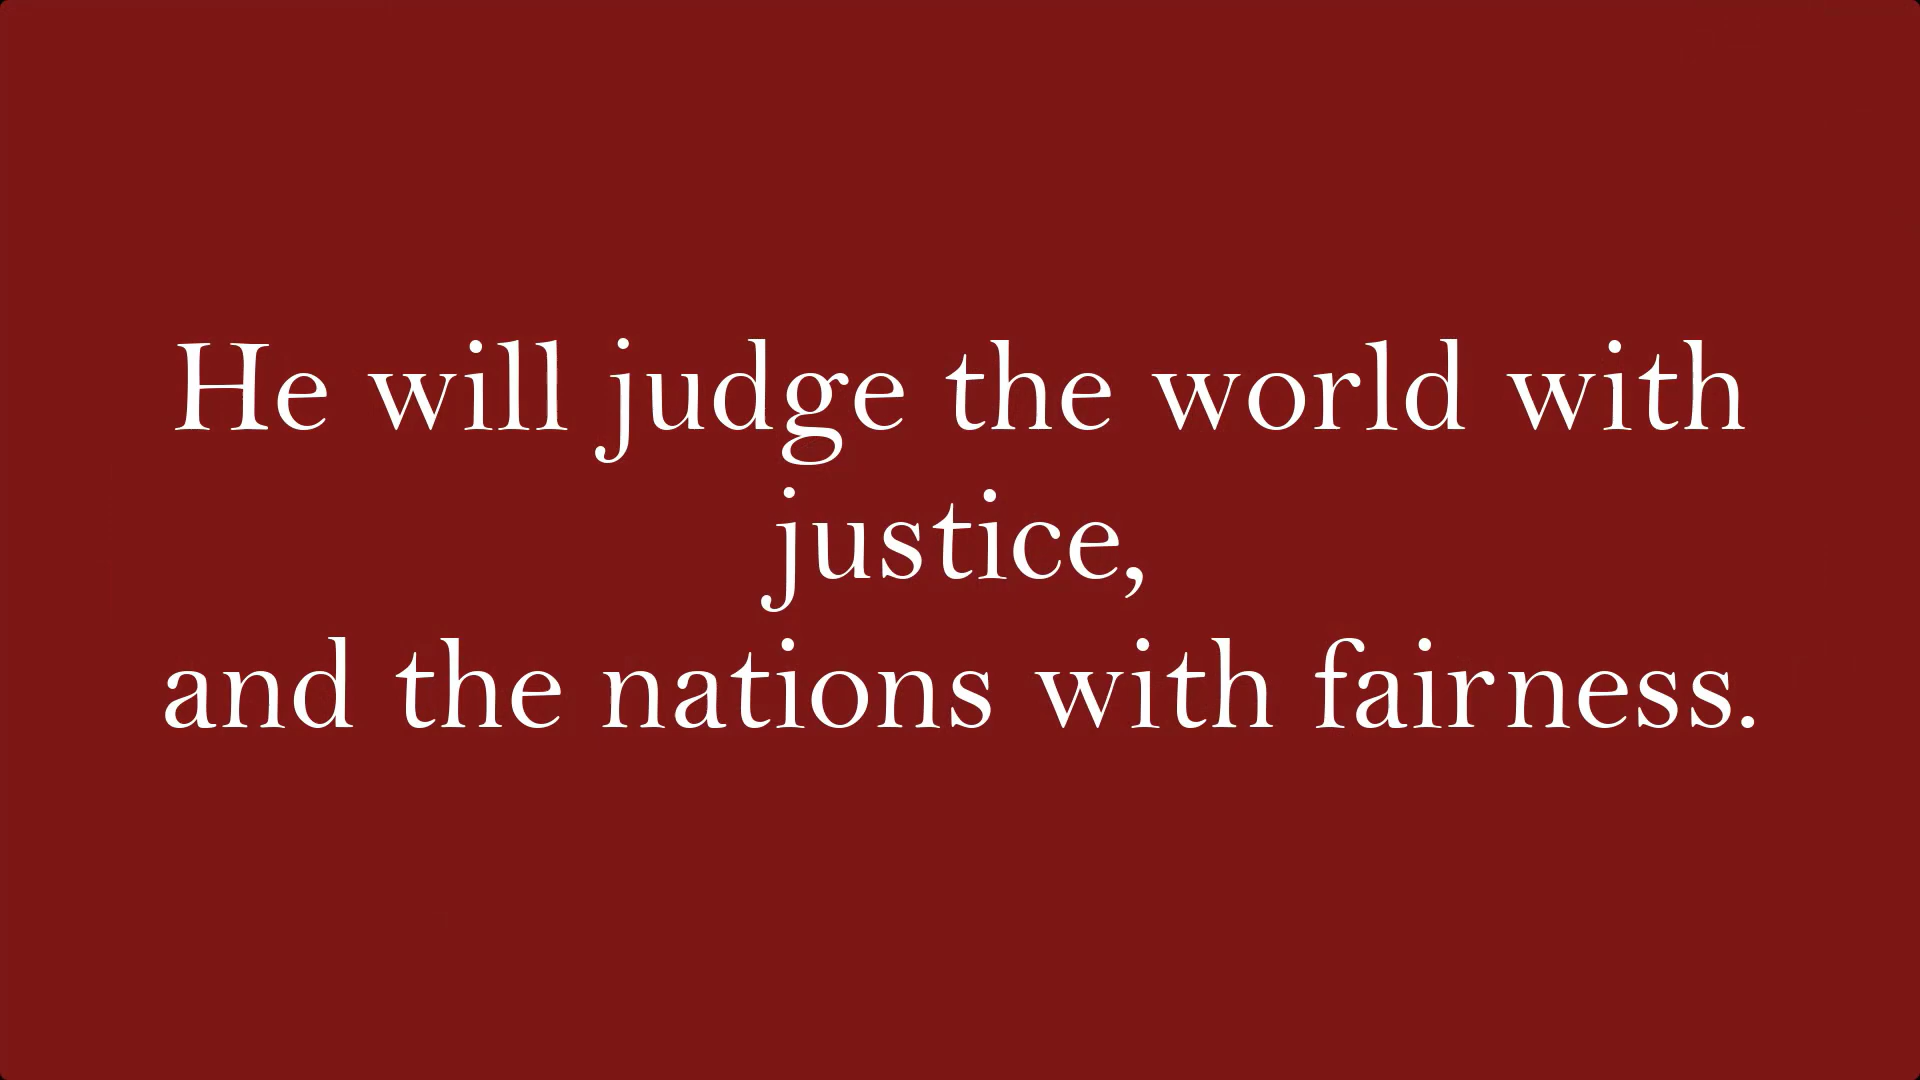 He will judge the world with
justice,
and the nations with fairness.